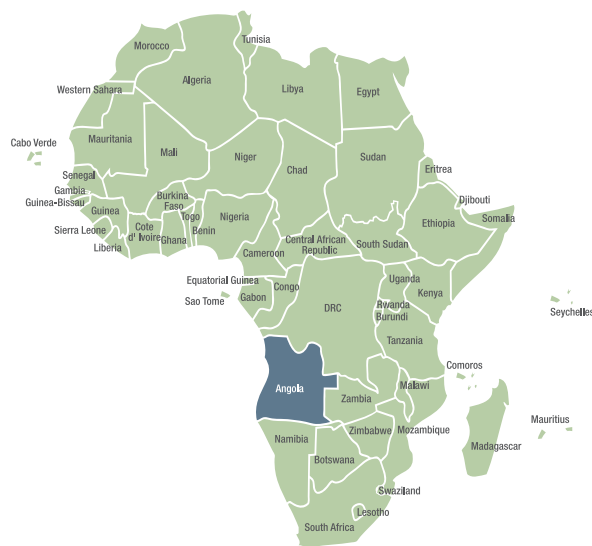 Tunisia
Morocco
Algeria
Libya
Egypt
Western Sahara
Mauritania
Cabo Verde
Mali
Niger
Chad
Sudan
Eritrea
Senegal
Gambia
Guinea-Bissau
Guinea
Burkina
Faso
Togo
Benin
Nigeria
Djibouti
Somalia
Ethiopia
Sierra Leone
Cote
d' Ivoire
Ghana
Liberia
Cameroon
Central African
Republic
South Sudan
Equatorial Guinea
Sao Tome
Gabon
Congo
DRC
Uganda
Kenya
Rwanda
Burundi
Seychelles
Tanzania
Comoros
Angola
Zambia
Malawi
Mozambique
Mauritius
Madagascar
Zimbabwe
Namibia
Botswana
Swaziland
Lesotho
South Africa